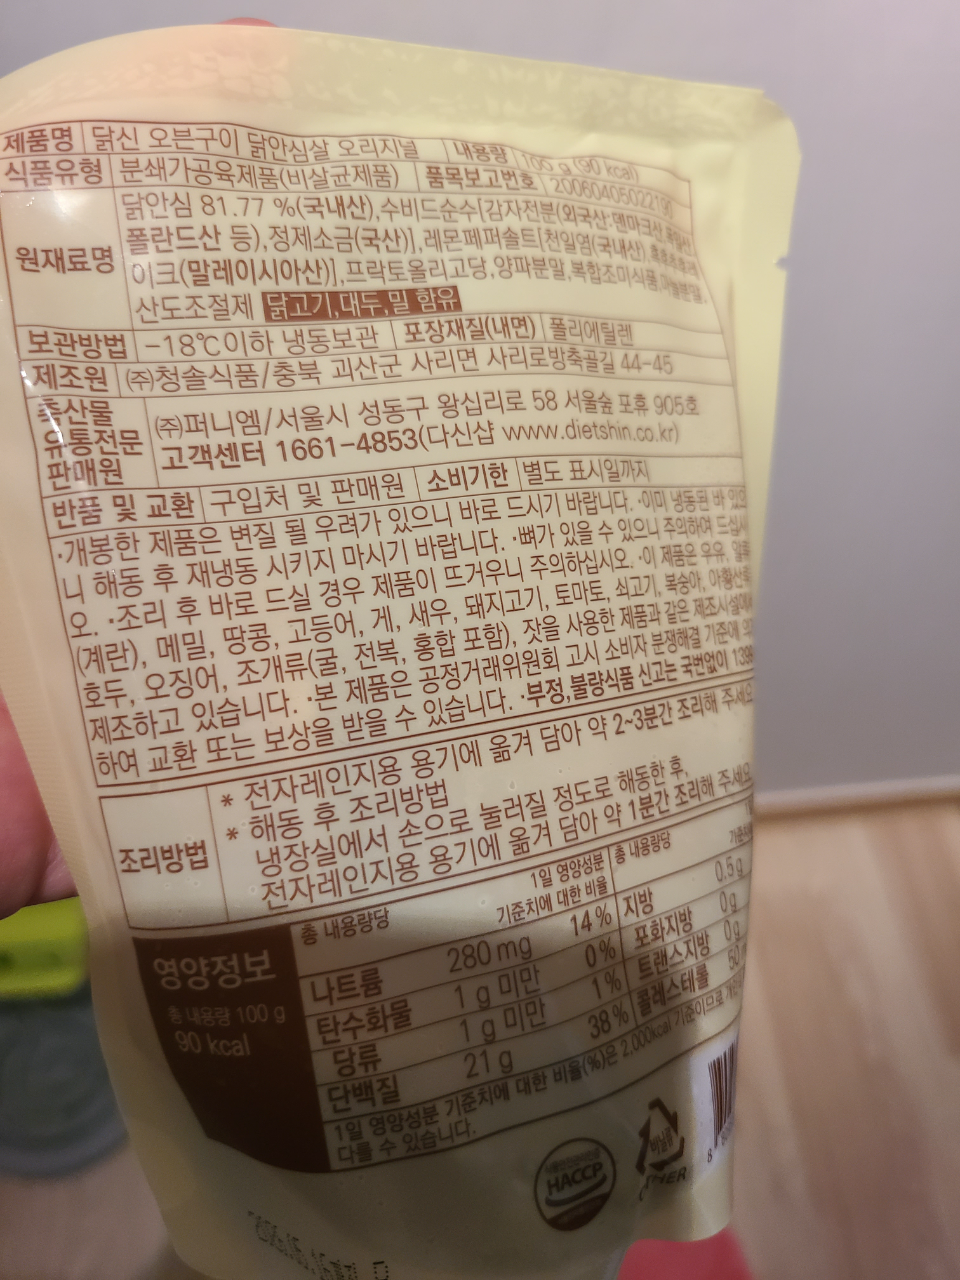 제품명 닭신 오븐구이 닭안심살 오리지널 내용량 100 g (90 kcal)
식품유형 분쇄가공육제품(비살균제품) 품목보고번호
원재료명 닭안심 81.77 %(국내산),수비드순수[감자전분(외국산:덴마크산,독일산,
폴란드산 등),정제소금(국산)],레몬페퍼솔트[천일염(국내산),
이크(말레이시아산)],프락토올리고당,양파분말,복합조미식품,마늘분말,
산도조절제 닭고기,대두,밀 함유
보관방법 -18℃이하 냉동보관 포장재질(내면) 폴리에틸렌
제조원 (주)청솔식품/충북 괴산군 사리면 사리로방축골길 44-45
축산물
유통전문
판매원
(주)퍼니엠/서울시 성동구 왕십리로 58 서울숲 포휴 905호
고객센터 1661-4853(다신샵 www.dietshin.co.kr)
반품 및 교환 구입처 및 판매원 소비기한 별도 표시일까지
·개봉한 제품은 변질 될 우려가 있으니 바로 드시기 바랍니다. ·이미 냉동된 바 있으
니 해동 후 재냉동 시키지 마시기 바랍니다. ·뼈가 있을 수 있으니 주의하여 드십시
오. ·조리 후 바로 드실 경우 제품이 뜨거우니 주의하십시오. ·이 제품은 우유, 알류
(계란), 메밀, 땅콩, 고등어, 게, 새우, 돼지고기, 토마토, 쇠고기, 복숭아, 아황산류,
호두, 오징어, 조개류(굴, 전복, 홍합 포함), 잣을 사용한 제품과 같은 제조시설에서
제조하고 있습니다. ·본 제품은 공정거래위원회 고시 소비자 분쟁해결 기준에 의
하여 교환 또는 보상을 받을 수 있습니다. ·부정,불량식품 신고는 국번없이 1399
조리방법
* 전자레인지용 용기에 옮겨 담아 약 2~3분간 조리해 주세요
* 해동 후 조리방법
냉장실에서 손으로 눌러질 정도로 해동한 후,
전자레인지용 용기에 옮겨 담아 약 1분간 조리해 주세요
영양정보
총 내용량 100 g
90 kcal
총 내용량당 1일 영양성분 기준치에 대한 비율 총 내용량당
나트륨 280 mg 14 % 지방 0.5 g
탄수화물 1 g 미만 0% 포화지방 0 g
당류 1 g 미만 1 % 트랜스지방 0 g
단백질 21 g 38 % 콜레스테롤
1일 영양성분 기준치에 대한 비율(%)은 2,000kcal 기준이므로
다를 수 있습니다.
HACCP
비닐류
OTHER